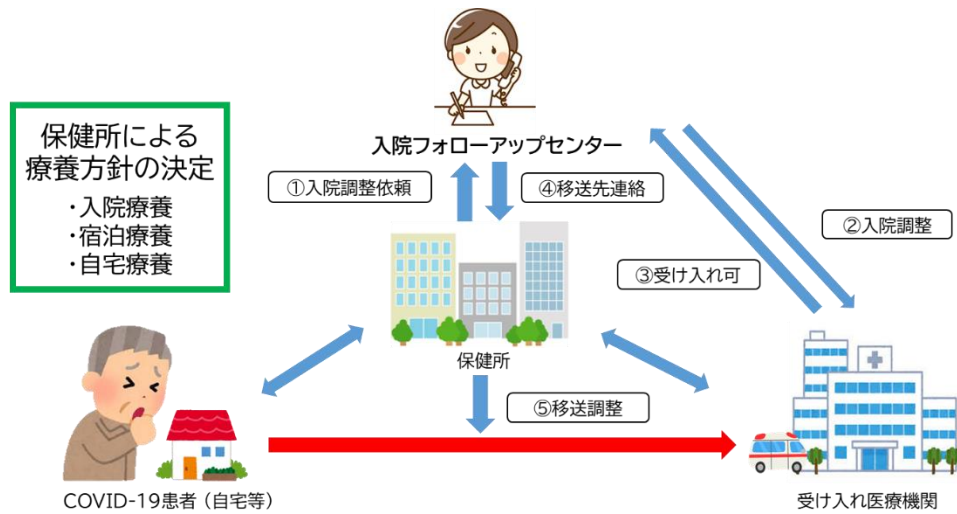 保健所による
療養方針の決定
・入院療養
・宿泊療養
・自宅療養
入院フォローアップセンター
①入院調整依頼
④移送先連絡
②入院調整
③受け入れ可
保健所
⑤移送調整
COVID-19患者（自宅等）
受け入れ医療機関